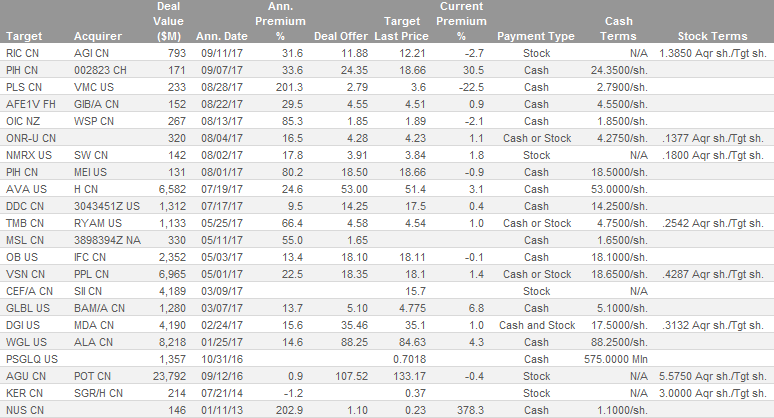 Deal Ann. Target Current
Value Premium Premium Cash
Target Acquirer ($M) Ann. Date % Deal Offer Last Price % Payment Type Terms Stock Terms
RIC CN AGI CN 793 09/11/17 31.6 11.88 12.21 -2.7 Stock N/A 1.3850 Aqr sh./Tgt sh.
PIH CN 002823 CH 171 09/07/17 33.6 24.35 18.66 30.5 Cash 24.3500/sh.
PLS CN VMC US 233 08/28/17 201.3 2.79 3.6 -22.5 Cash 2.7900/sh.
AFE1V FH GIB/A CN 152 08/22/17 29.5 4.55 4.51 0.9 Cash 4.5500/sh.
OIC NZ WSP CN 267 08/13/17 85.3 1.85 1.89 -2.1 Cash 1.8500/sh.
ONR-U CN 320 08/04/17 16.5 4.28 4.23 1.1 Cash or Stock 4.2750/sh. .1377 Aqr sh./Tgt sh.
NMRX US SW CN 142 08/02/17 17.8 3.91 3.84 1.8 Stock N/A .1800 Aqr sh./Tgt sh.
PIH CN MEI US 131 08/01/17 80.2 18.50 18.66 -0.9 Cash 18.5000/sh.
AVA US H CN 6,582 07/19/17 24.6 53.00 51.4 3.1 Cash 53.0000/sh.
DDC CN 3043451Z US 1,312 07/17/17 9.5 14.25 17.5 0.4 Cash 14.2500/sh.
TMB CN RYAM US 1,133 05/25/17 66.4 4.58 4.54 1.0 Cash or Stock 4.7500/sh. .2542 Aqr sh./Tgt sh.
MSL CN 3898394Z NA 330 05/11/17 55.0 1.65 Cash 1.6500/sh.
OB US IFC CN 2,352 05/03/17 13.4 18.10 18.11 -0.1 Cash 18.1000/sh.
VSN CN PPL CN 6,965 05/01/17 22.5 18.35 18.1 1.4 Cash or Stock 18.6500/sh. .4287 Aqr sh./Tgt sh.
CEF/A CN SII CN 4,189 03/09/17 15.7 Stock N/A
GLBL US BAM/A CN 1,280 03/07/17 13.7 5.10 4.775 6.8 Cash 5.1000/sh.
DGI US MDA CN 4,190 02/24/17 15.6 35.46 35.1 1.0 Cash and Stock 17.5000/sh. .3132 Aqr sh./Tgt sh.
WGL US ALA CN 8,218 01/25/17 14.6 88.25 84.63 4.3 Cash 88.2500/sh.
PSGLQ US 1,357 10/31/16 0.7018 Cash 575.0000 Mln
AGU CN POT CN 23,792 09/12/16 0.9 107.52 133.17 -0.4 Stock N/A 5.5750 Aqr sh./Tgt sh.
KER CN SGR/H CN 214 07/21/14 -1.2 0.37 Stock N/A 3.0000 Aqr sh./Tgt sh.
NUS CN 146 01/11/13 202.9 1.10 0.23 378.3 Cash 1.1000/sh.